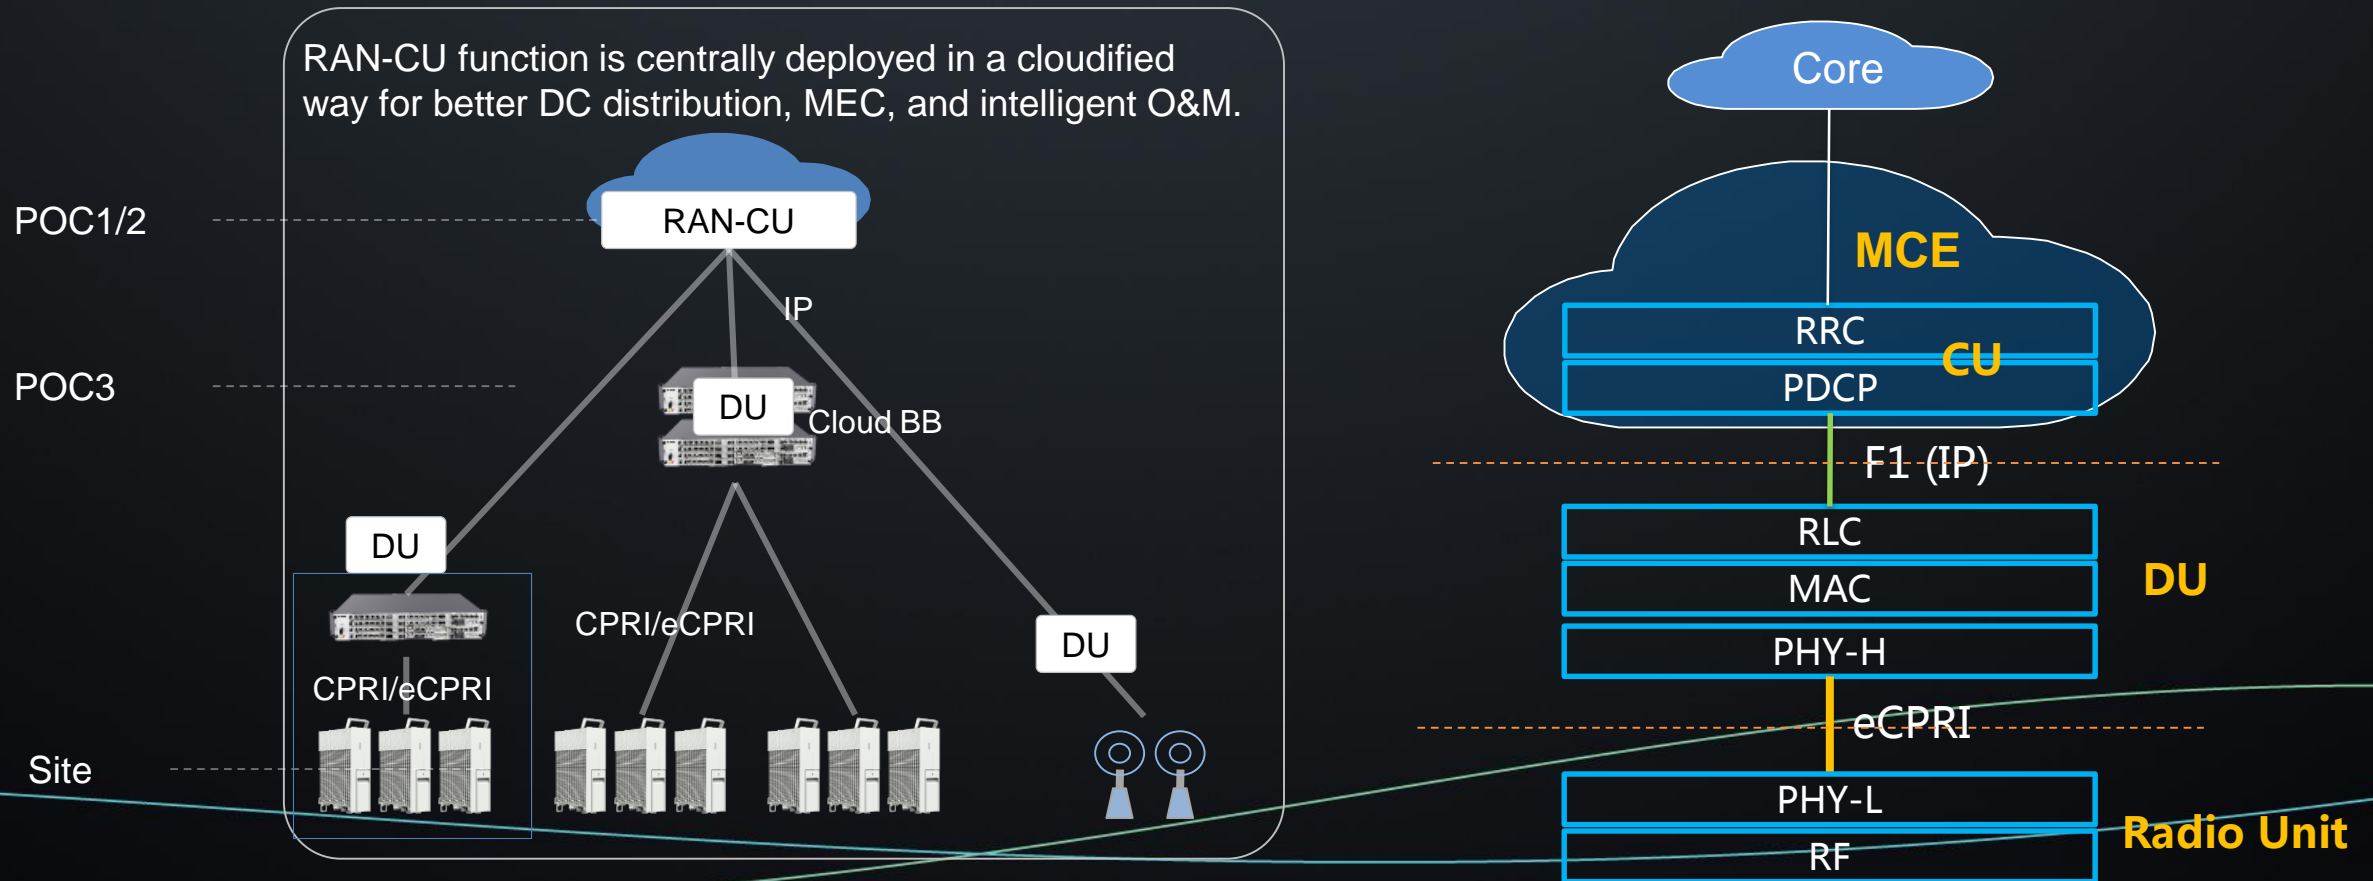 RAN-CU function is centrally deployed in a cloudified
way for better DC distribution, MEC, and intelligent O&M.
POC1/2
RAN-CU
IP
POC3
DU
Cloud BB
DU
CPRI/eCPRI
DU
CPRI/eCPRI
Site
Core
MCE
RRC
CU
PDCP
F1 (IP)
RLC
MAC
DU
PHY-H
eCPRI
PHY-L
Radio Unit
RF